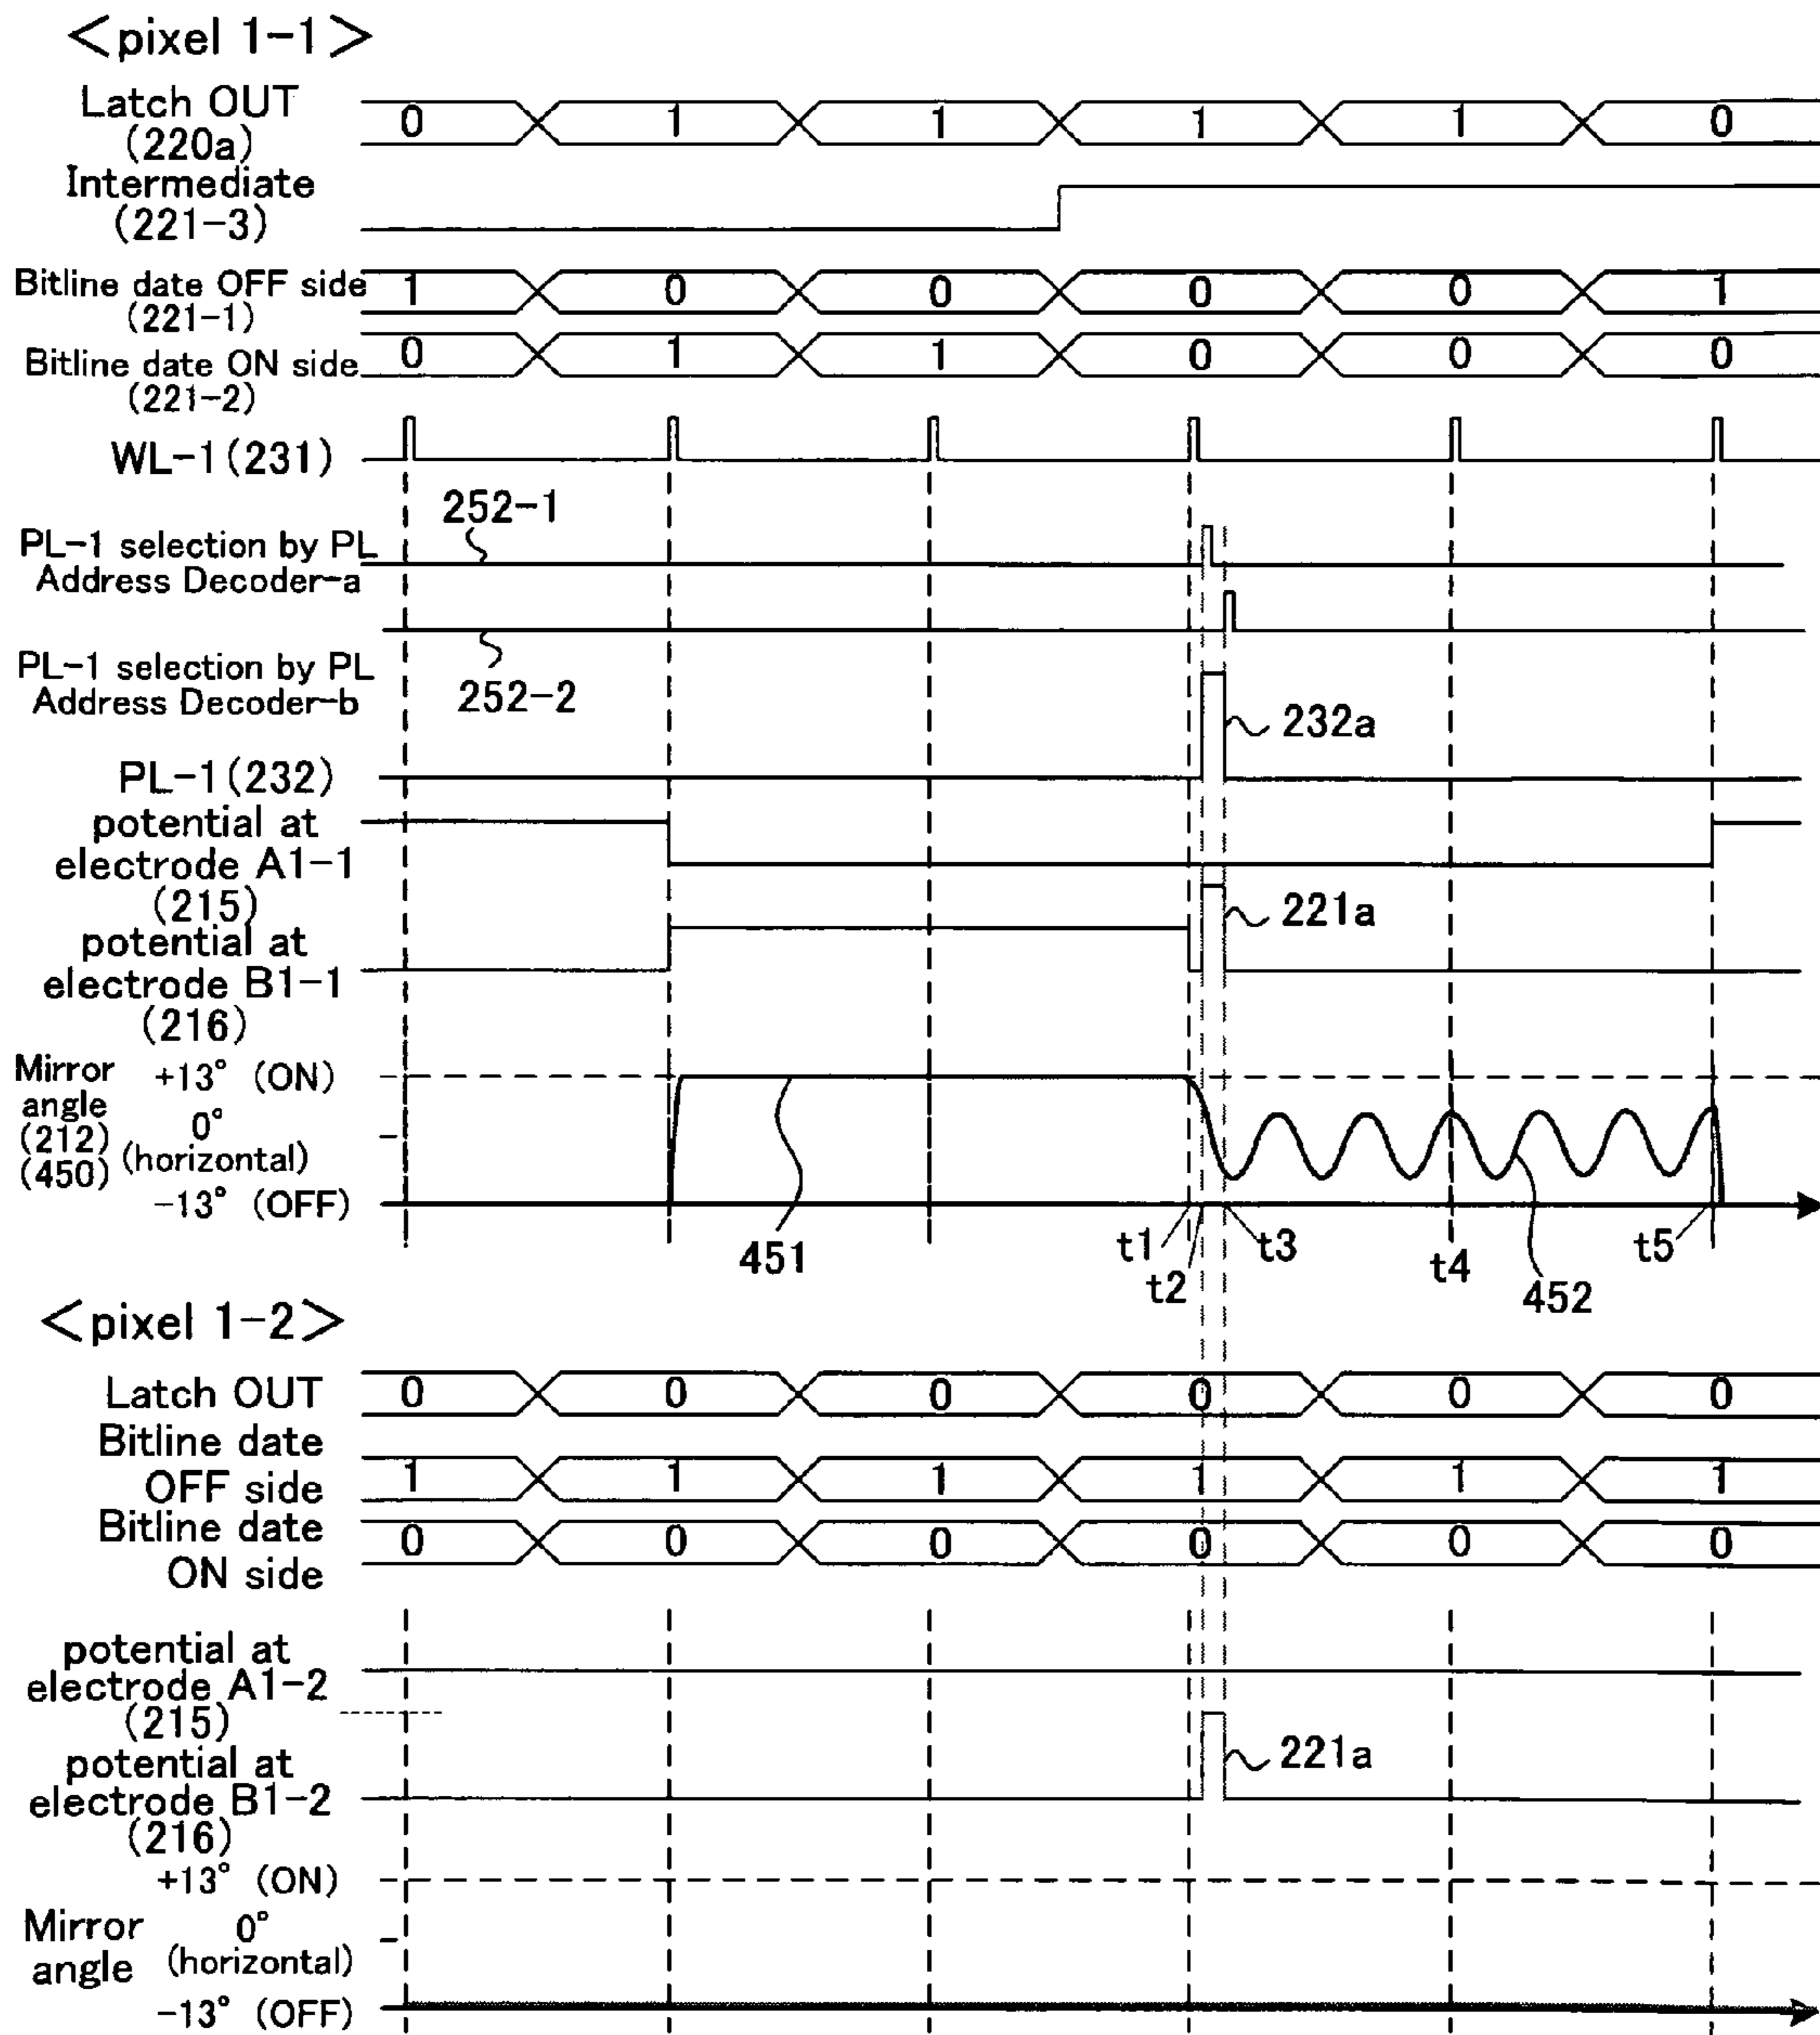 <pixel 1-1>
Latch OUT
(220a)
0 1 1 1 1 0
Intermediate
(221-3)
Bitline date OFF side
(221-1)
1 0 0 0 0 1
Bitline date ON side
(221-2)
0 1 1 0 0 0
WL-1(231)
252-1
PL-1 selection by PL
Address Decoder-a
PL-1 selection by PL
Address Decoder-b
252-2
232a
PL-1(232)
potential at
electrode A1-1
(215)
221a
potential at
electrode B1-1
(216)
Mirror
angle
(212)
(450)
+13° (ON)
0°
(horizontal)
-13° (OFF)
451
t1
t2
t3
t4
452
t5
<pixel 1-2>
Latch OUT
0 0 0 0 0 0
Bitline date
OFF side
1 1 1 1 1 1
Bitline date
ON side
0 0 0 0 0 0
potential at
electrode A1-2
(215)
221a
potential at
electrode B1-2
(216)
+13° (ON)
Mirror
angle
0°
(horizontal)
-13° (OFF)